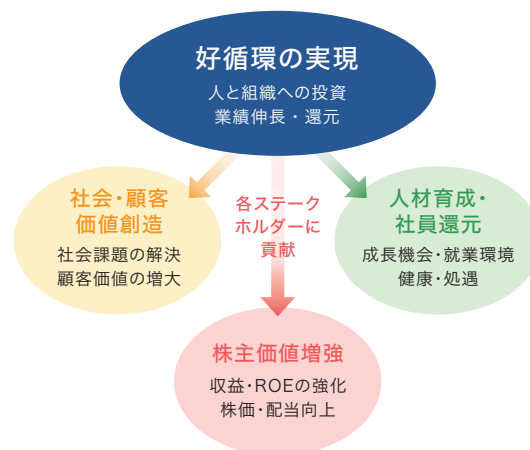 好循環の実現
人と組織への投資
業績伸長・還元
社会・顧客
価値創造
社会課題の解決
顧客価値の増大
各ステーク
ホルダーに
貢献
人材育成・
社員還元
成長機会・就業環境
健康・処遇
株主価値増強
収益・ROEの強化
株価・配当向上